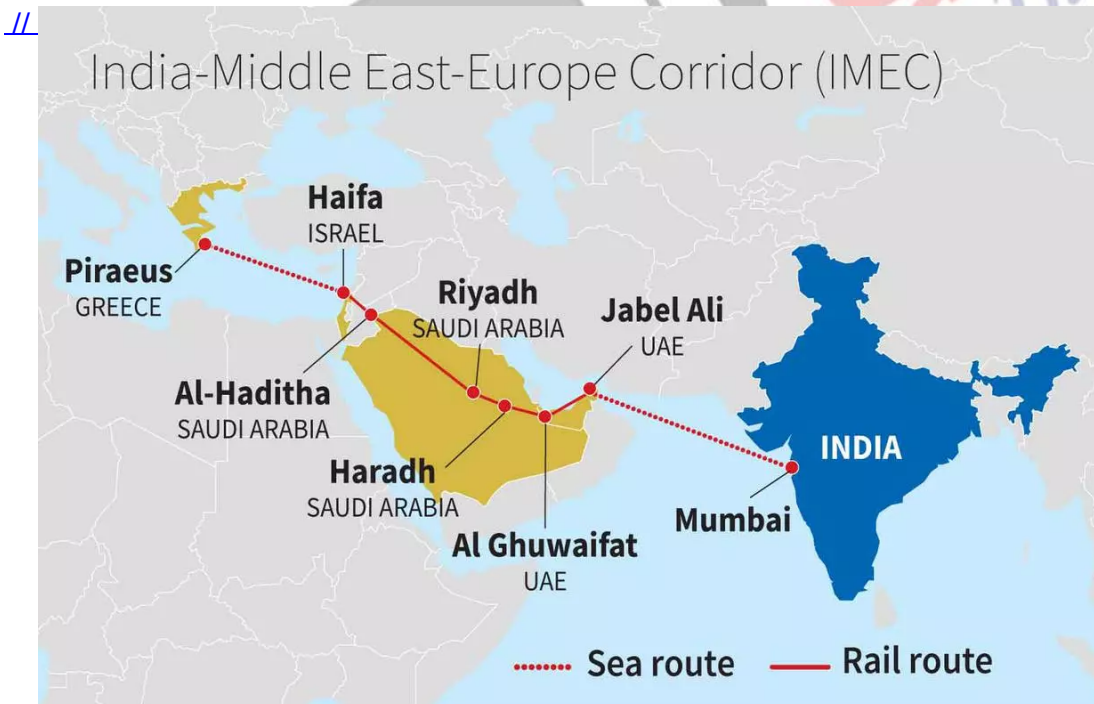 //
India-Middle East-Europe Corridor (IMEC)
Haifa
ISRAEL
Piraeus
GREECE
Riyadh
SAUDI ARABIA
Jabel Ali
UAE
Al-Haditha
SAUDI ARABIA
Haradh
SAUDI ARABIA
INDIA
Mumbai
Al Ghuwaifat
UAE
Sea route
Rail route